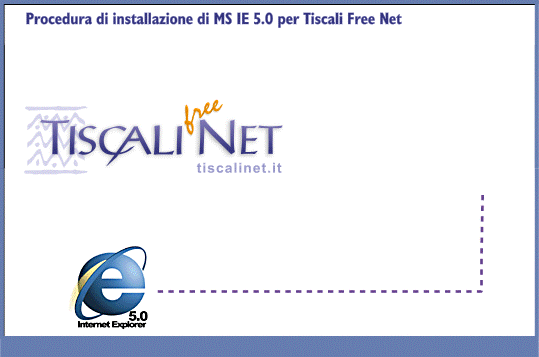 Procedura di installazione di MS IE 5.0 per Tiscali Free Net
free
TISCALI NET
tiscalinet.it
5.0
Internet Explorer